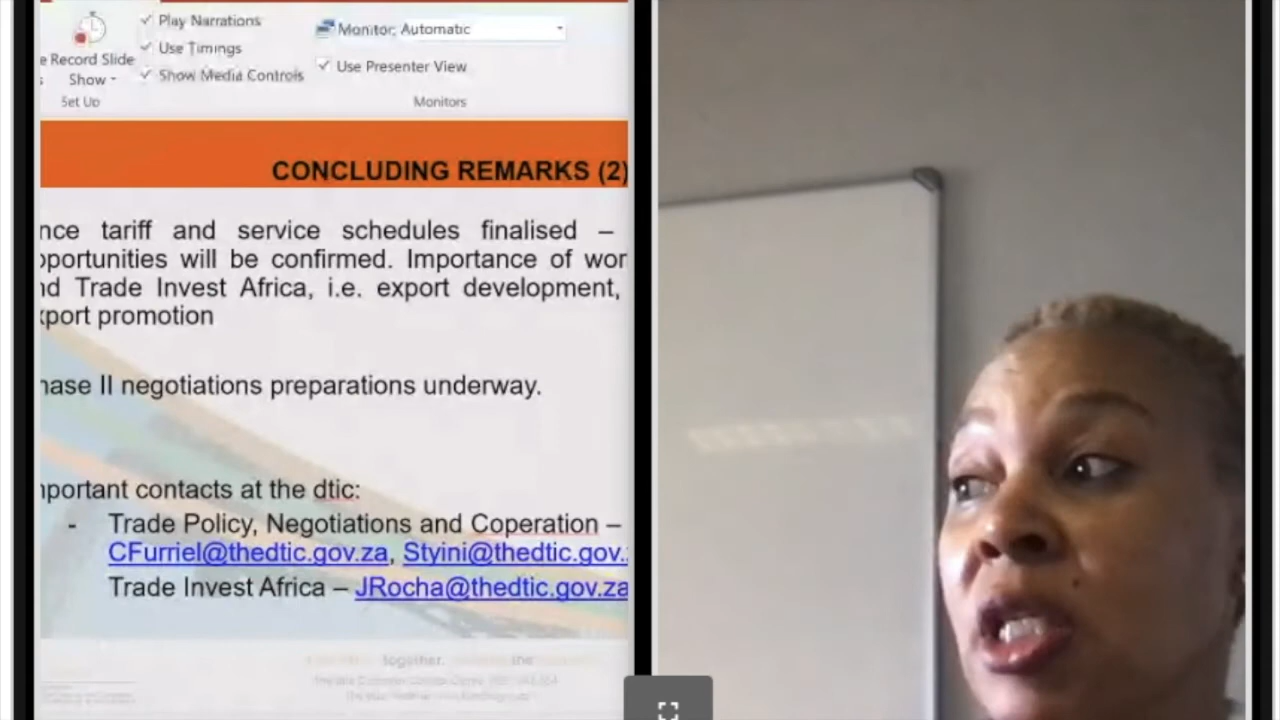 Play Narrations
Monitor: Automatic
e Record Slide
Use Timings
Show
Show Media Controls
Use Presenter View
Set Up
Monitors
CONCLUDING REMARKS (2)
nce tariff and service schedules finalised –
pportunities will be confirmed. Importance of wor
nd Trade Invest Africa, i.e. export development,
xport promotion
hase II negotiations preparations underway.
nportant contacts at the dtic:
- Trade Policy, Negotiations and Coperation –
CFurriel@thedtic.gov.za, Styini@thedtic.gov.
Trade Invest Africa – JRocha@thedtic.gov.za
together. the